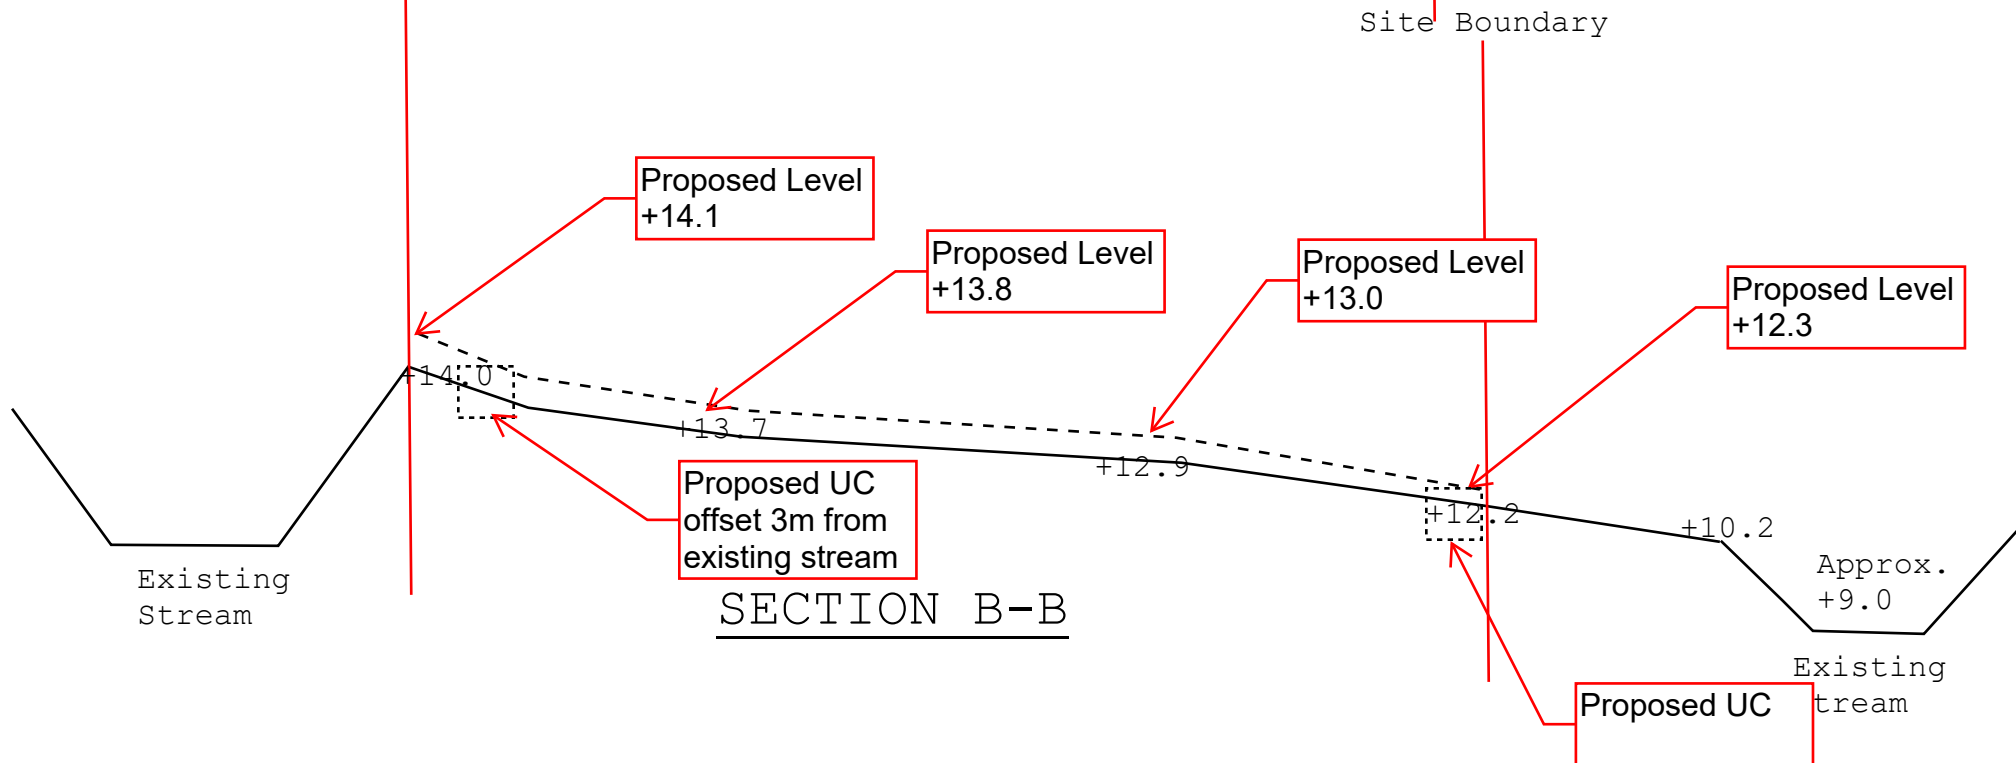 Site Boundary
Proposed Level
+14.1
Proposed Level
+13.8
Proposed Level
+13.0
Proposed Level
+12.3
+14.0
+13.7
+12.9
+12.2
+10.2
Proposed UC
offset 3m from
existing stream
Existing
Stream
Approx.
+9.0
SECTION B-B
Existing
tream
Proposed UC